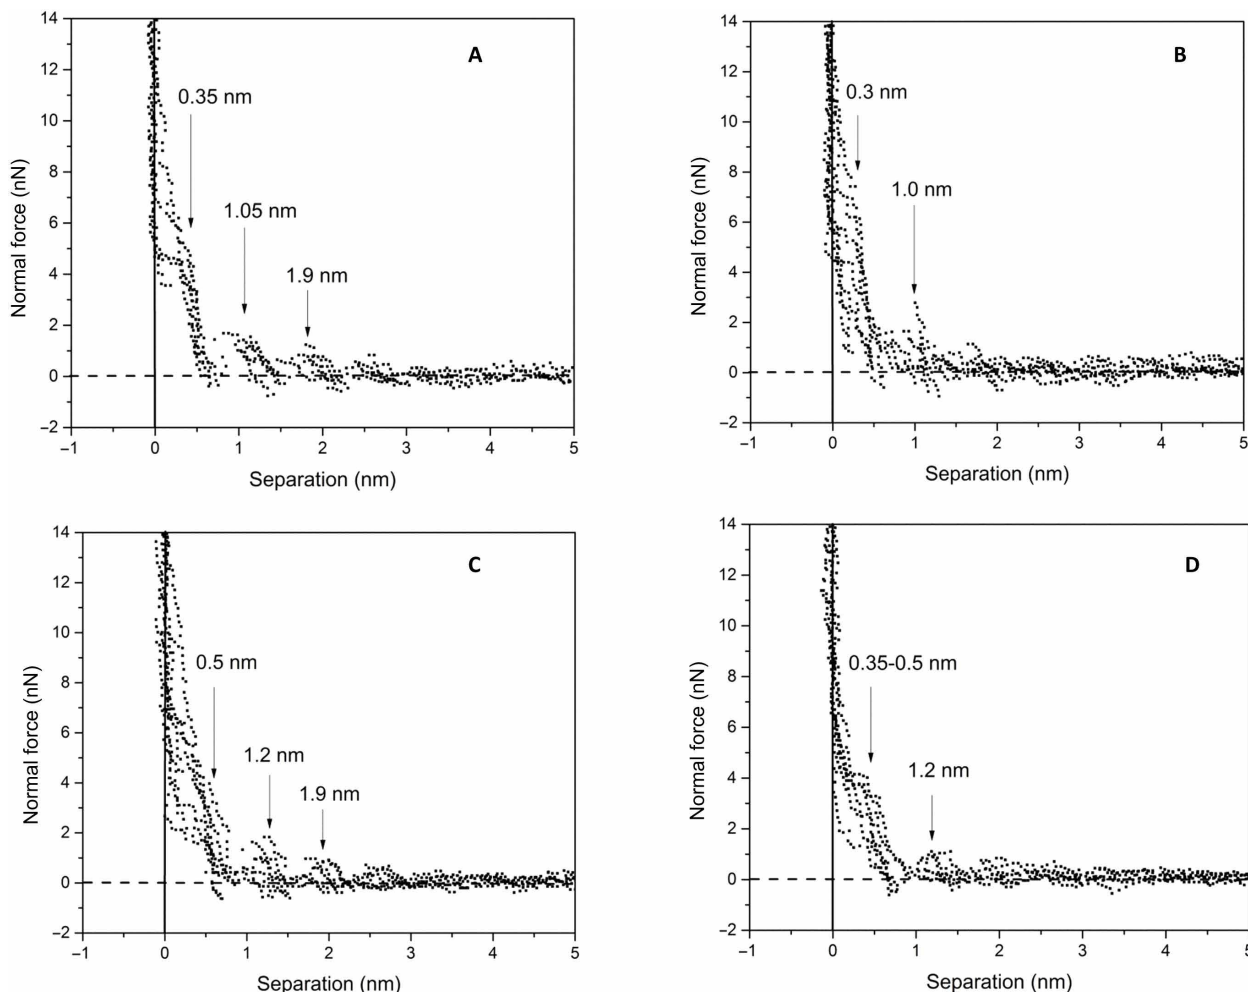 A
14
12
10
8
6
4
2
0
−2
Normal force (nN)
0.35 nm
1.05 nm
1.9 nm
−1 0 1 2 3 4 5
Separation (nm)
B
14
12
10
8
6
4
2
0
−2
Normal force (nN)
0.3 nm
1.0 nm
−1 0 1 2 3 4 5
Separation (nm)
C
14
12
10
8
6
4
2
0
−2
Normal force (nN)
0.5 nm
1.2 nm
1.9 nm
−1 0 1 2 3 4 5
Separation (nm)
D
14
12
10
8
6
4
2
0
−2
Normal force (nN)
0.35-0.5 nm
1.2 nm
−1 0 1 2 3 4 5
Separation (nm)